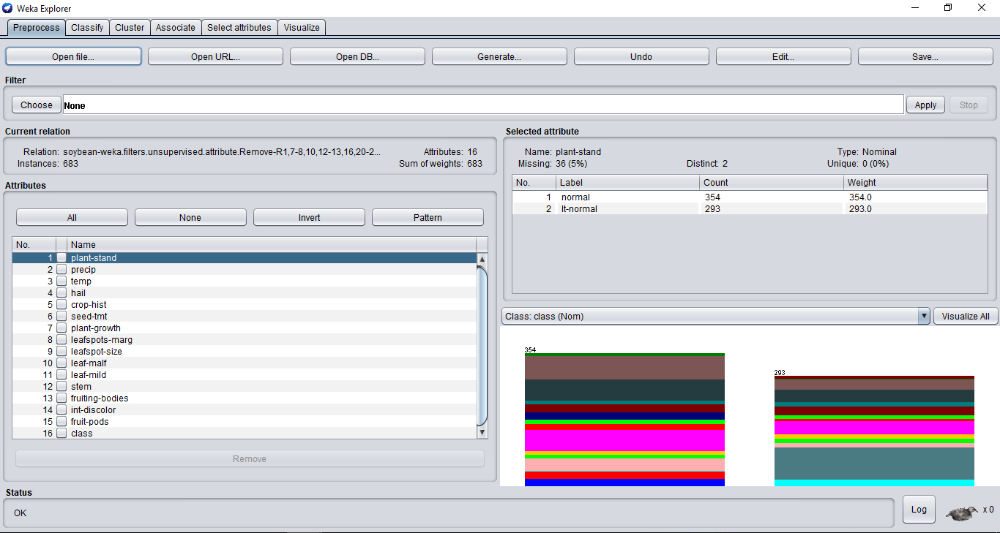 Weka Explorer
Preprocess Classify Cluster Associate Select attributes Visualize
Open file... Open URL... Open DB... Generate... Undo Edit... Save...
Filter
Choose None Apply Stop
Current relation
Relation: soybean-weka.filters.unsupervised.attribute.Remove-R1,7-8,10,12-13,16,20-2... Attributes: 16
Instances: 683 Sum of weights: 683
Attributes
All None Invert Pattern
No. Name
1 plant-stand
2 precip
3 temp
4 hail
5 crop-hist
6 seed-tmt
7 plant-growth
8 leafspots-marg
9 leafspot-size
10 leaf-malf
11 leaf-mild
12 stem
13 fruiting-bodies
14 int-discolor
15 fruit-pods
16 class
Remove
Selected attribute
Name: plant-stand Type: Nominal
Missing: 36 (5%) Distinct: 2 Unique: 0 (0%)
No. Label Count Weight
1 normal 354 354.0
2 lt-normal 293 293.0
Class: class (Nom) Visualize All
354
293
Status
OK
Log x 0